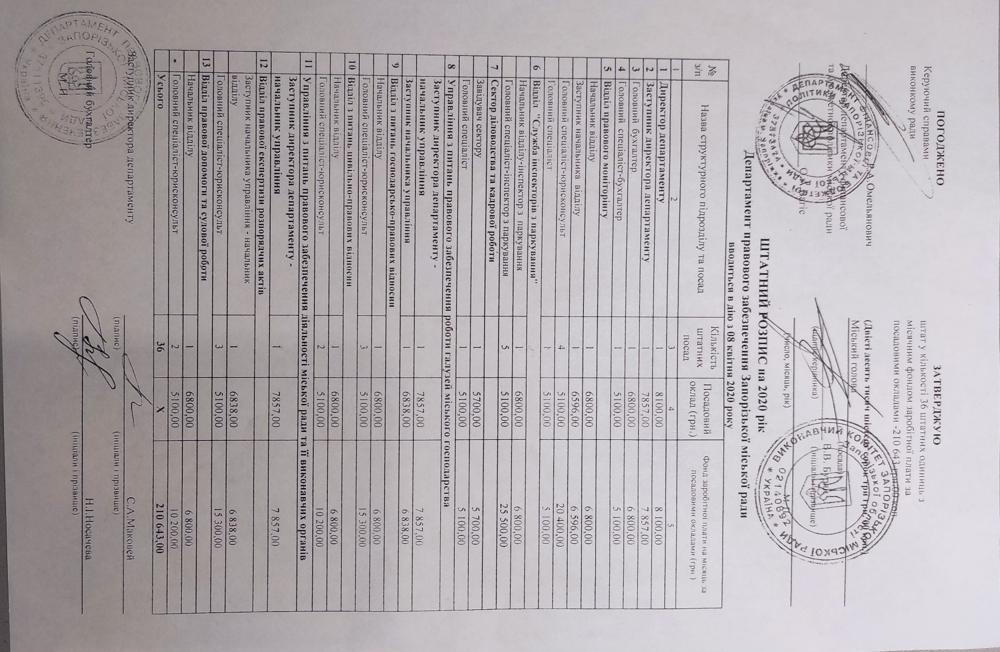 ПОГОДЖЕНО
Керуючий справами
виконкому ради
Р.А.Омельянович
Директор департаменту фінансової
та бюджетної політики міської ради
ЗАТВЕРДЖУЮ
штат у кількості 36 штатних одиниць з
місячним фондом заробітної плати за
посадовими окладами -210 643 грн.00 коп
(Двісті десять тисяч шістсот сорок три грн.00 коп.)
Міський голова
(посада)
В.В. Буряк
(підпис керівника) (ініціали і прізвище)
(число, місяць, рік)
М.П.
ШТАТНИЙ РОЗПИС на 2020 рік
Департамент правового забезпечення Запорізької міської ради
вводиться в дію з 08 квітня 2020 року
№ з/п Назва структурного підрозділу та посад Кількість штатних посад Посадовий оклад (грн.) Фонд заробітної плати на місяць за посадовими окладами (грн )
1 2 3 4 5
1 Директор департаменту 1 8100,00 8 100,00
2 Заступник директора департаменту 1 7857,00 7 857,00
3 Головний бухгалтер 1 6800,00 6 800,00
4 Головний спеціаліст-бухгалтер 1 5100,00 5 100,00
5 Відділ правового моніторінгу
Начальник відділу 1 6800,00 6 800,00
Заступник начальника відділу 1 6596,00 6 596,00
Головний спеціаліст-юрисконсульт 4 5100,00 20 400,00
Головний спеціаліст 1 5100,00 5 100,00
6 Відділ "Служба інспекторів з паркування"
Начальник відділу-інспектор з паркування 1 6800,00 6 800,00
Головний спеціаліст-інспектор з паркування 5 5100,00 25 500,00
7 Сектор діловодства та кадрової роботи
Завідувач сектору 1 5700,00 5 700,00
Головний спеціаліст 1 5100,00 5 100,00
8 Управління з питань правового забезпечення роботи галузей міського господарства
Заступник директора департаменту -
начальник управління 1 7857,00 7 857,00
Заступник начальника управління 1 6838,00 6 838,00
9 Відділ з питань господарсько-правових відносин
Начальник відділу 1 6800,00 6 800,00
Головний спеціаліст-юрисконсульт 3 5100,00 15 300,00
10 Відділ з питань цивільно-правових відносин
Начальник відділу 1 6800,00 6 800,00
Головний спеціаліст-юрисконсульт 2 5100,00 10 200,00
11 Управління з питань правового забезпечення діяльності міської ради та її виконавчих органів
Заступник директора департаменту -
начальник управління 1 7857,00 7 857,00
12 Відділ правової експертизи розпорядчих актів
Заступник начальника управління - начальник
відділу 1 6838,00 6 838,00
Головний спеціаліст-юрисконсульт 3 5100,00 15 300,00
13 Відділ правової допомоги та судової роботи
Начальник відділу 1 6800,00 6 800,00
Головний спеціаліст-юрисконсульт 2 5100,00 10 200,00
Усього 36 X 210 643,00
Заступник директора департаменту С.А.Маковей
(підпис) (ініціали і прізвище)
Головний бухгалтер Н.І.Носачева
(підпис) (ініціали і прізвище)
М.П.
ВИКОНАВЧИЙ КОМІТЕТ ЗАПОРІЗЬКОЇ МІСЬКОЇ РАДИ
Запорізької області
02140892
* УКРАЇНА *